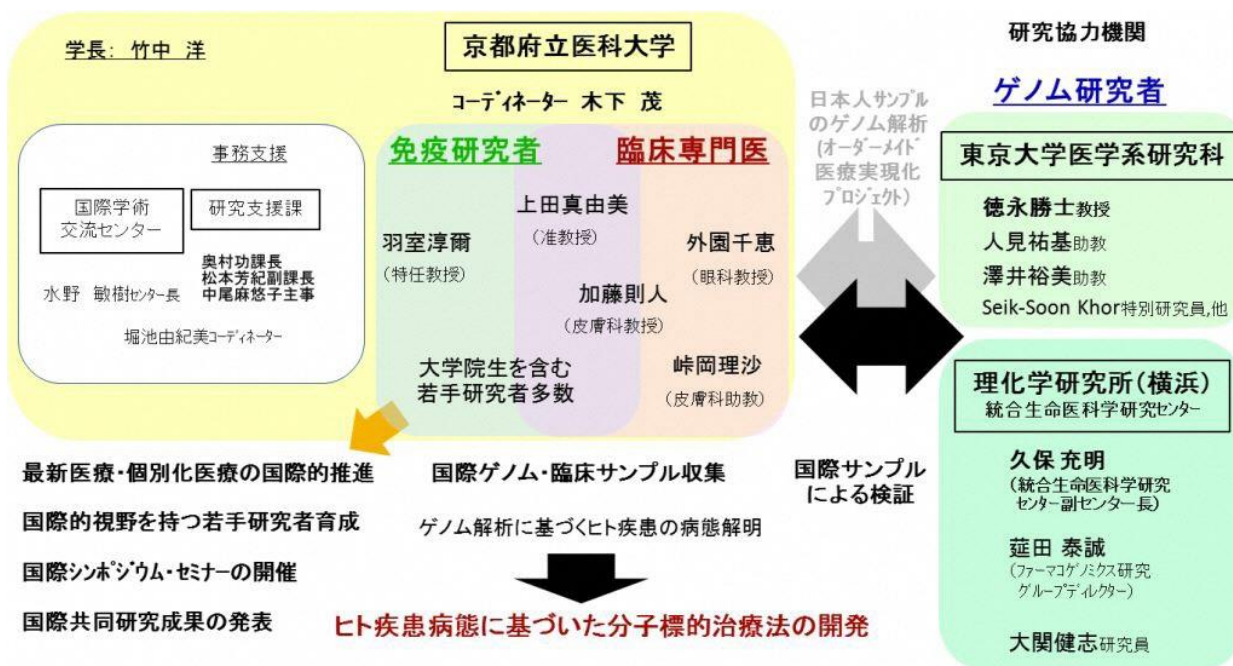 学長: 竹中 洋
京都府立医科大学
コーディネーター 木下 茂
事務支援
国際学術
交流センター
研究支援課
奥村功課長
松本芳紀副課長
中尾麻悠子主事
水野 敏樹センター長
堀池由紀美コーディネーター
免疫研究者
臨床専門医
上田真由美
(准教授)
羽室淳爾
(特任教授)
外園千恵
(眼科教授)
加藤則人
(皮膚科教授)
大学院生を含む
若手研究者多数
峠岡理沙
(皮膚科助教)
日本人サンプル
のゲノム解析
(オーダーメイド
医療実現化
プロジェクト)
研究協力機関
ゲノム研究者
東京大学医学系研究科
徳永勝士教授
人見祐基助教
澤井裕美助教
Seik-Soon Khor特別研究員,他
理化学研究所(横浜)
統合生命医科学研究センター
久保 充明
(統合生命医科学研究
センター副センター長)
莚田 泰誠
(ファーマコゲノミクス研究
グループディレクター)
大関健志研究員
最新医療・個別化医療の国際的推進
国際的視野を持つ若手研究者育成
国際シンポジウム・セミナーの開催
国際共同研究成果の発表
国際ゲノム・臨床サンプル収集
ゲノム解析に基づくヒト疾患の病態解明
ヒト疾患病態に基づいた分子標的治療法の開発
国際サンプル
による検証